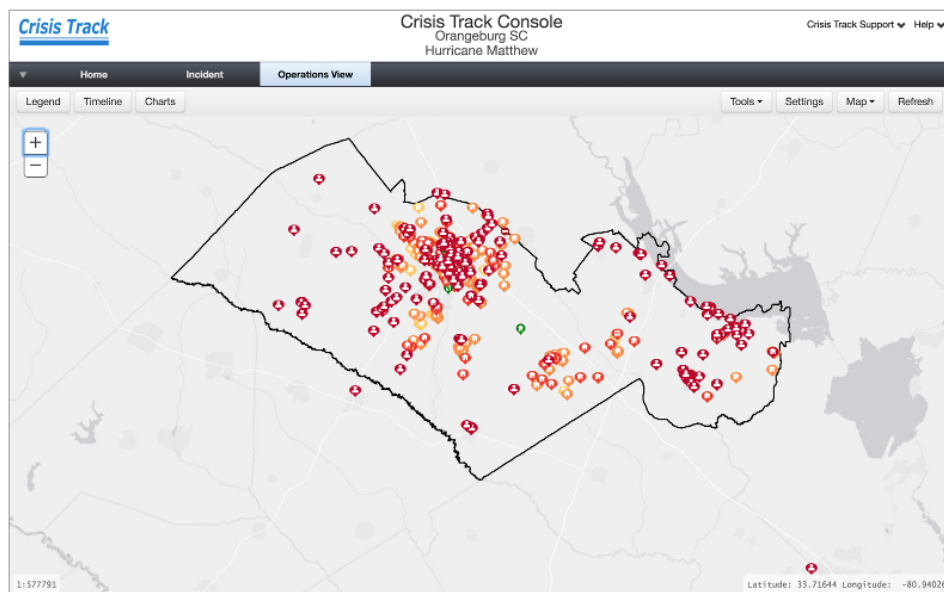 Crisis Track
Crisis Track Console
Orangeburg SC
Hurricane Matthew
Crisis Track Support
Help
Home
Incident
Operations View
Legend
Timeline
Charts
Tools
Settings
Map
Refresh
+
−
1:577791
Latitude: 33.71644 Longitude: -80.94026